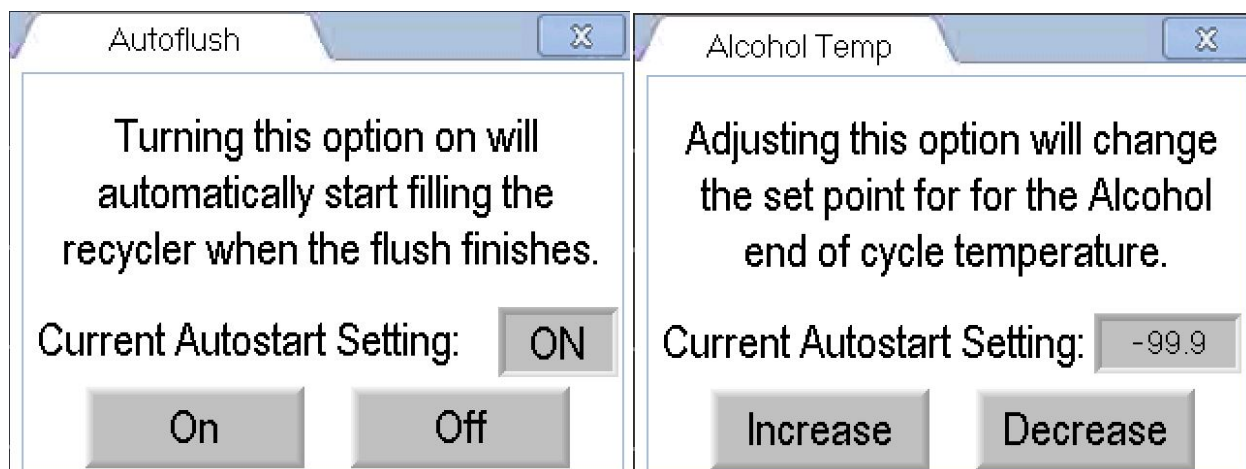 Autoflush
X
Turning this option on will
automatically start filling the
recycler when the flush finishes.
Current Autostart Setting: ON
On Off
Alcohol Temp
X
Adjusting this option will change
the set point for for the Alcohol
end of cycle temperature.
Current Autostart Setting: -99.9
Increase Decrease